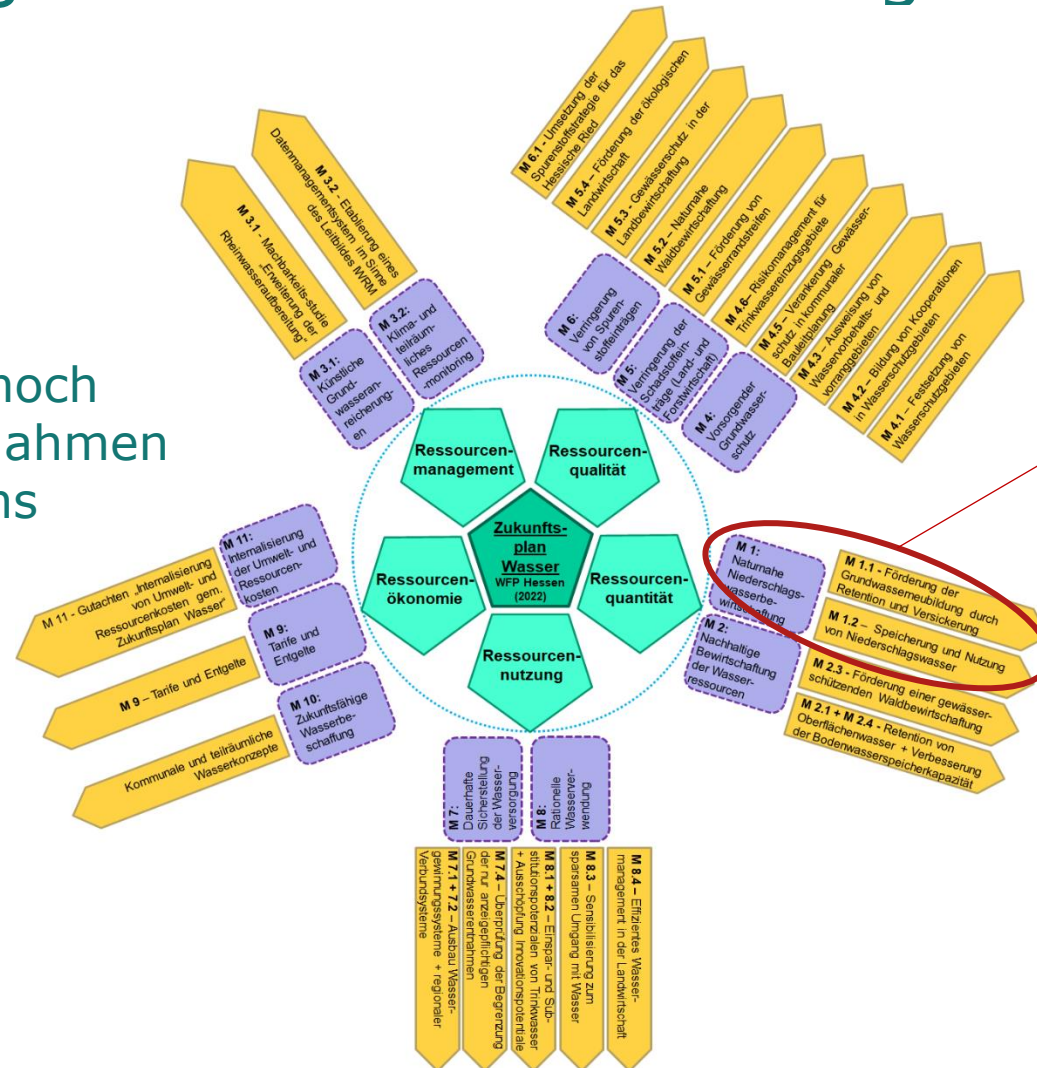 g
g
noch
ahmen
ns
M 3.1 - Machbarkeits-studie
„Erweiterung der
Rheinwasseraufbereitung"
M 3.2 - Etablierung eines
Datenmanagementsystem im Sinne
des Leitbildes IWRM
M 3.1:
Künstliche
Grund-
wasseran-
reicherung-
en
M 3.2:
Klima- und
teilräum-
liches
Ressourcen
-monitoring
M 6.1 - Umsetzung der
Spurenstoffstrategie für das
Hessische Ried
M 5.4 – Förderung der ökologischen
Landwirtschaft
M 5.3 - Gewässerschutz in der
Landbewirtschaftung
M 5.2 – Naturnahe
Waldbewirtschaftung
M 5.1 – Förderung von
Gewässerrandstreifen
M 4.6– Risikomanagement für
Trinkwassereinzugsgebiete
M 4.5 – Verankerung Gewässer-
schutz in kommunaler
Bauleitplanung
M 4.3 – Ausweisung von
Wasservorbehalts- und
vorranggebieten
M 4.2 - Bildung von Kooperationen
in Wasserschutzgebieten
M 4.1 – Festsetzung von
Wasserschutzgebieten
M 6:
Verringerung
von Spuren-
stoffeinträgen
M 5:
Verringerung der
Schadstoffein-
träge (Land- und
Forstwirtschaft)
M 4:
Vorsorgender
Grundwasser-
schutz
Ressourcen-
management
Ressourcen-
qualität
Zukunfts-
plan
Wasser
WFP Hessen
(2022)
Ressourcen-
ökonomie
Ressourcen-
quantität
Ressourcen-
nutzung
M 1:
Naturnahe
Niederschlags-
wasserbe-
wirtschaftung
M 2:
Nachhaltige
Bewirtschaftung
der Wasser-
ressourcen
M 1.1 - Förderung der
Grundwasserneubildung durch
Retention und Versickerung
M 1.2 – Speicherung und Nutzung
von Niederschlagswasser
M 2.3 - Förderung einer gewässer-
schützenden Waldbewirtschaftung
M 2.1 + M 2.4 - Retention von
Oberflächenwasser + Verbesserung
der Bodenwasserspeicherkapazität
M 11:
Internalisierung
der Umwelt- und
Ressourcen-
kosten
M 9:
Tarife und
Entgelte
M 10:
Zukunftsfähige
Wasserbe-
schaffung
M 11 - Gutachten „Internalisierung
von Umwelt- und
Ressourcenkosten gem.
Zukunftsplan Wasser"
M 9 – Tarife und Entgelte
Kommunale und teilräumliche
Wasserkonzepte
M 7:
Dauerhafte
Sicherstellung
der Wasser-
versorgung
M 8:
Rationelle
Wasserver-
wendung
M 7.1 + 7.2 – Ausbau Wasser-
gewinnungssysteme + regionaler
Verbundsysteme
M 7.4 – Überprüfung der Begrenzung
der nur anzeigepflichtigen
Grundwasserentnahmen
M 8.1 + 8.2 – Einspar- und Sub-
stitutionspotenzialen von Trinkwasser
+ Ausschöpfung Innovationspotentiale
M 8.3 – Sensibilisierung zum
sparsamen Umgang mit Wasser
M 8.4 – Effizientes Wasser-
management in der Landwirtschaft